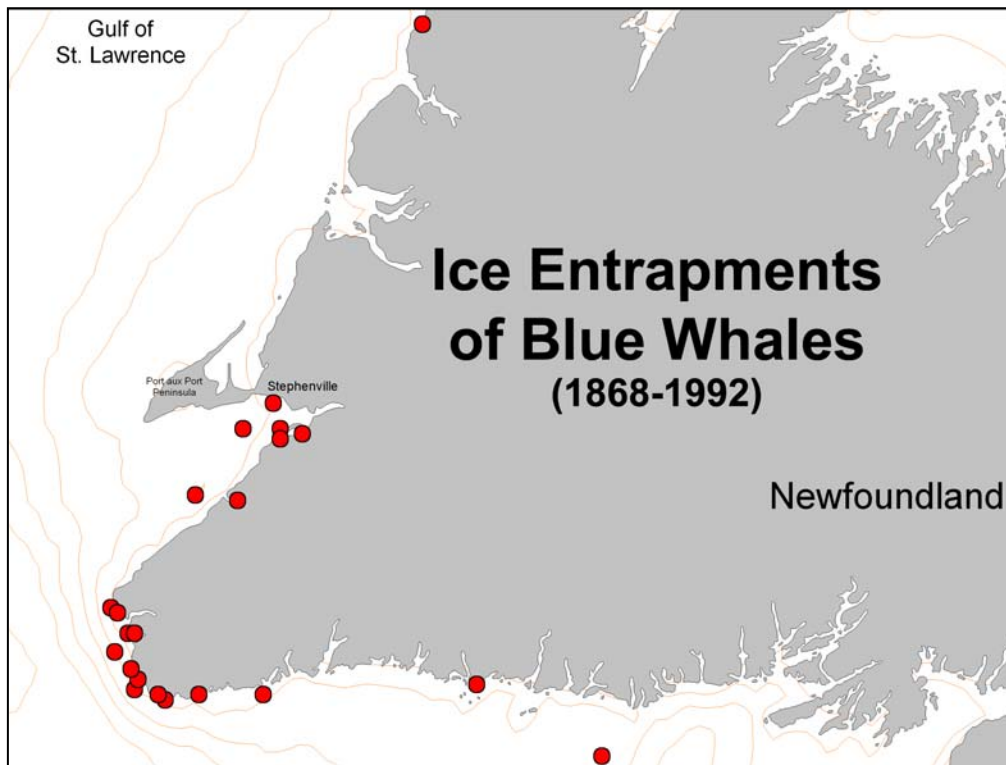 Gulf of
St. Lawrence
Ice Entrapments
of Blue Whales
(1868-1992)
Port aux Port
Peninsula
Stephenville
Newfoundland